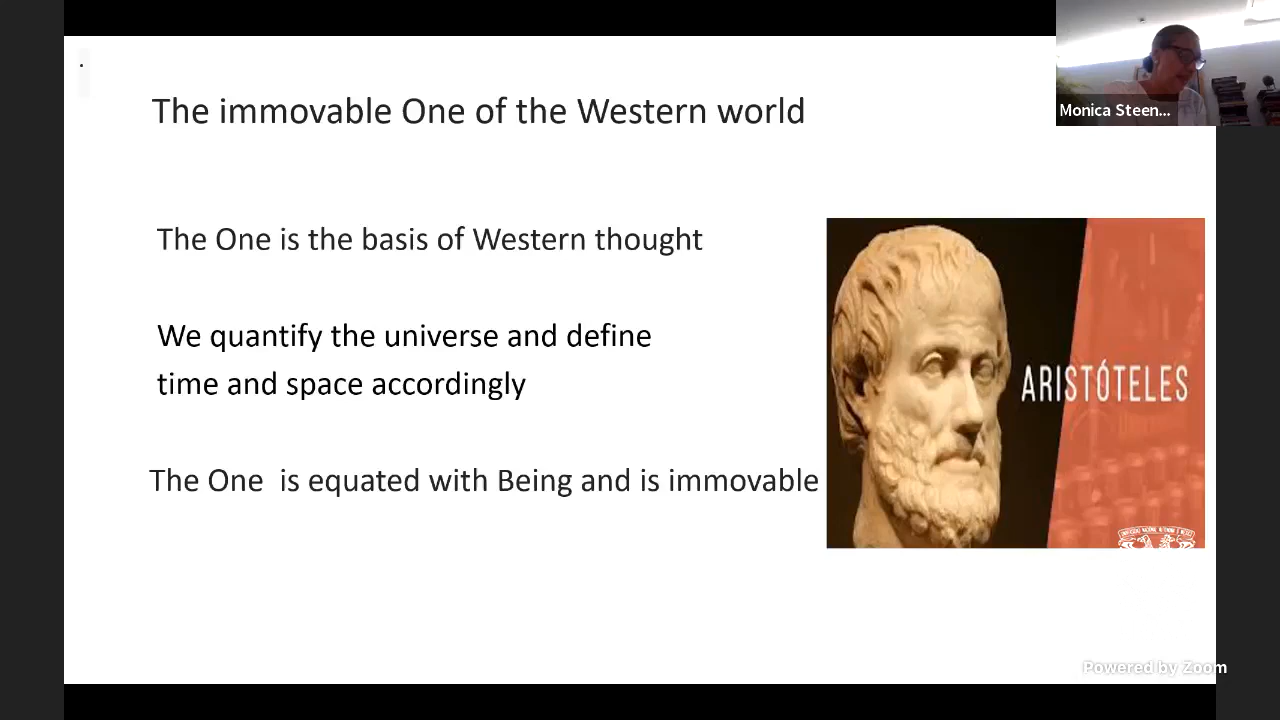 .
The immovable One of the Western world
Monica Steen...
The One is the basis of Western thought
We quantify the universe and define
time and space accordingly
The One  is equated with Being and is immovable
ARISTÓTELES
Powered by Zoom